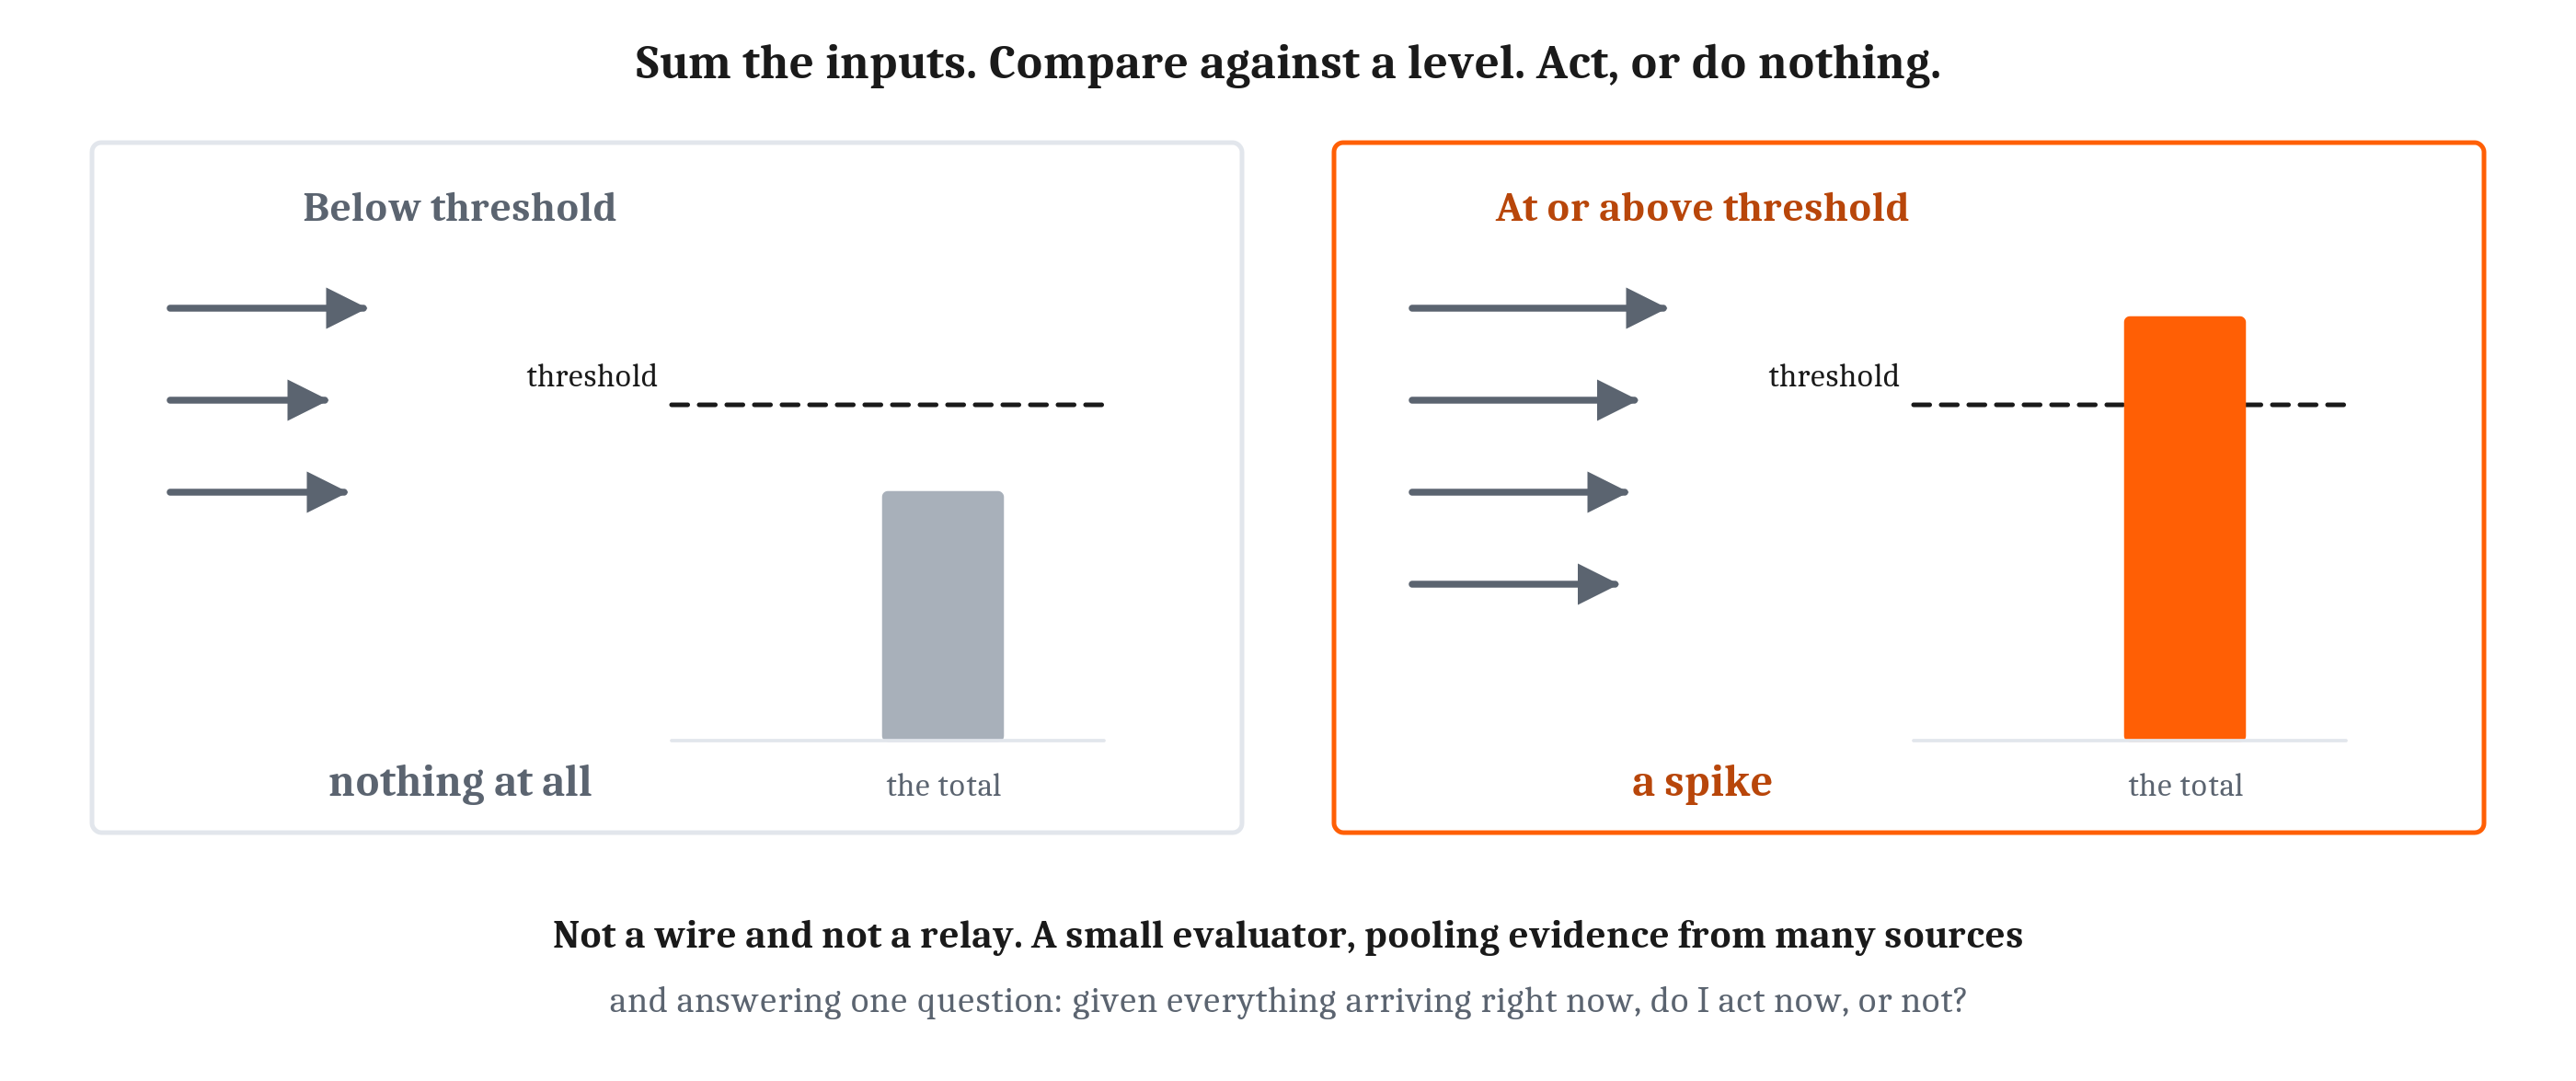 Sum the inputs. Compare against a level. Act, or do nothing.
Below threshold
threshold
nothing at all
the total
At or above threshold
threshold
a spike
the total
Not a wire and not a relay. A small evaluator, pooling evidence from many sources
and answering one question: given everything arriving right now, do I act now, or not?